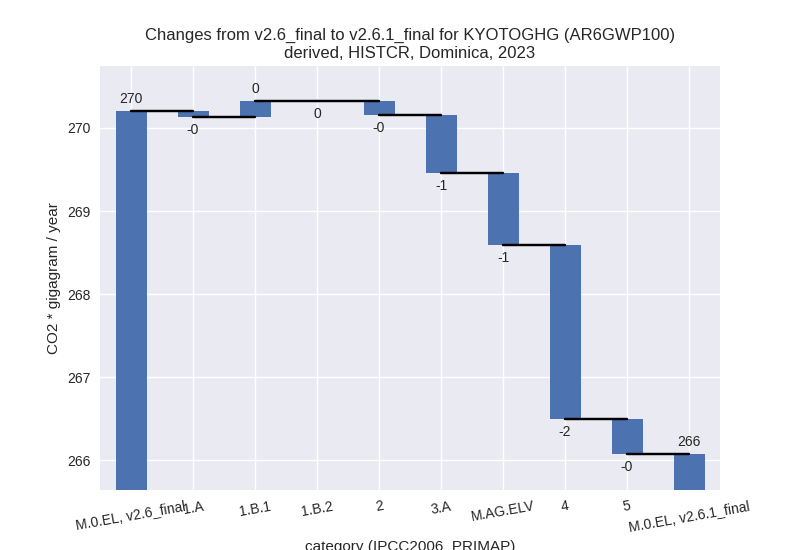 Changes from v2.6_final to v2.6.1_final for KYOTOGHG (AR6GWP100)
derived, HISTCR, Dominica, 2023
270
-0
0
0
-0
-1
-1
-2
-0
266
270
269
268
267
266
CO2 * gigagram / year
M.0.EL, v2.6_final
1.A
1.B.1
1.B.2
2
3.A
M.AG.ELV
4
5
M.0.EL, v2.6.1_final
category (IPCC2006_PRIMAP)